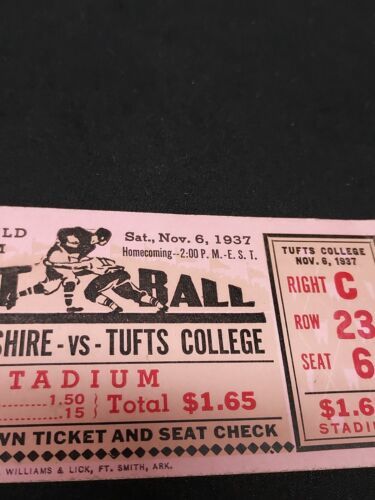 LD
M
Sat., Nov. 6, 1937
Homecoming--2:00 P. M.-E. S. T.
T BALL
SHIRE -vs- TUFTS COLLEGE
STADIUM
1.50
.15 } Total $1.65
WN TICKET AND SEAT CHECK
WILLIAMS & LICK, FT. SMITH, ARK.
TUFTS COLLEGE
NOV. 6, 1937
RIGHT C
ROW 23
SEAT 6
$1.6
STADI